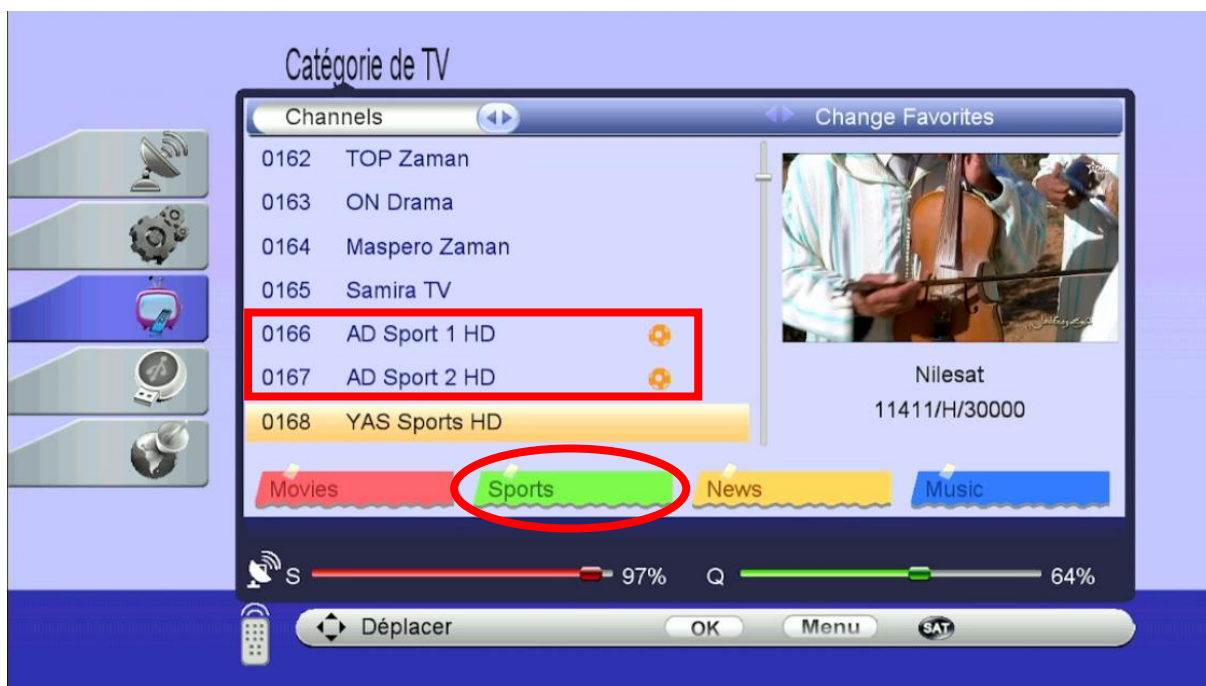 Catégorie de TV
Channels
Change Favorites
0162 TOP Zaman
0163 ON Drama
0164 Maspero Zaman
0165 Samira TV
0166 AD Sport 1 HD
0167 AD Sport 2 HD
0168 YAS Sports HD
Nilesat
11411/H/30000
Movies Sports News Music
S 97% Q 64%
Déplacer OK Menu SAT